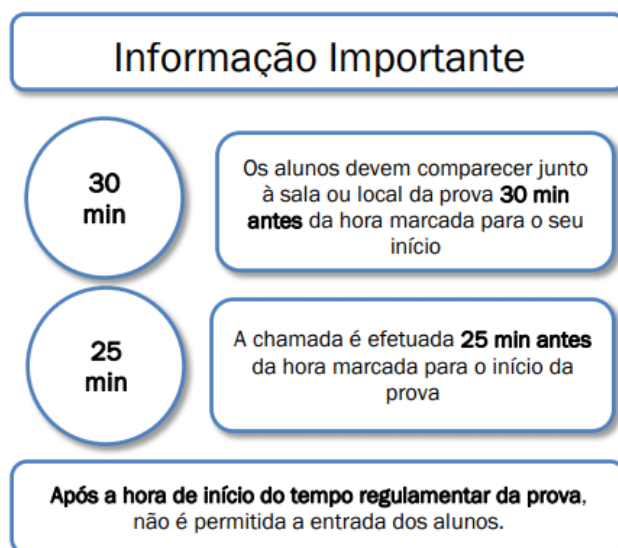 Informação Importante
30
min
Os alunos devem comparecer junto
à sala ou local da prova 30 min
antes da hora marcada para o seu
início
25
min
A chamada é efetuada 25 min antes
da hora marcada para o início da
prova
Após a hora de início do tempo regulamentar da prova,
não é permitida a entrada dos alunos.